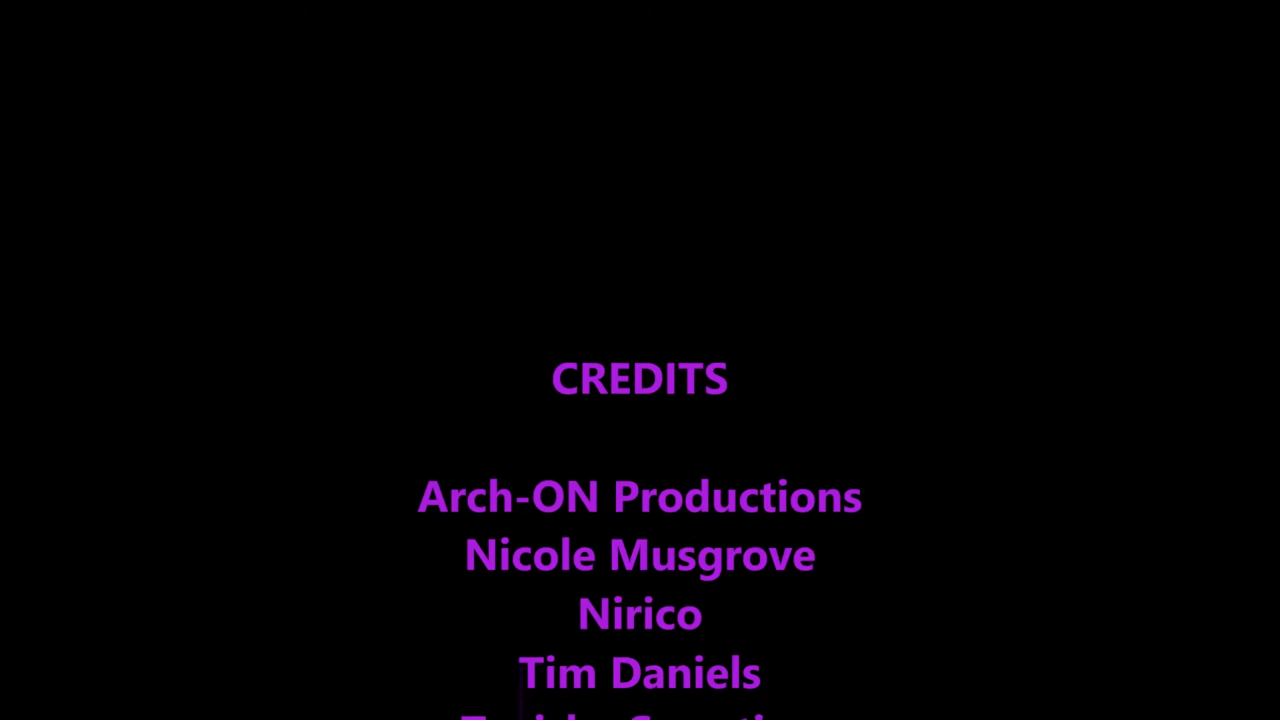 CREDITS
Arch-ON Productions
Nicole Musgrove
Nirico
Tim Daniels